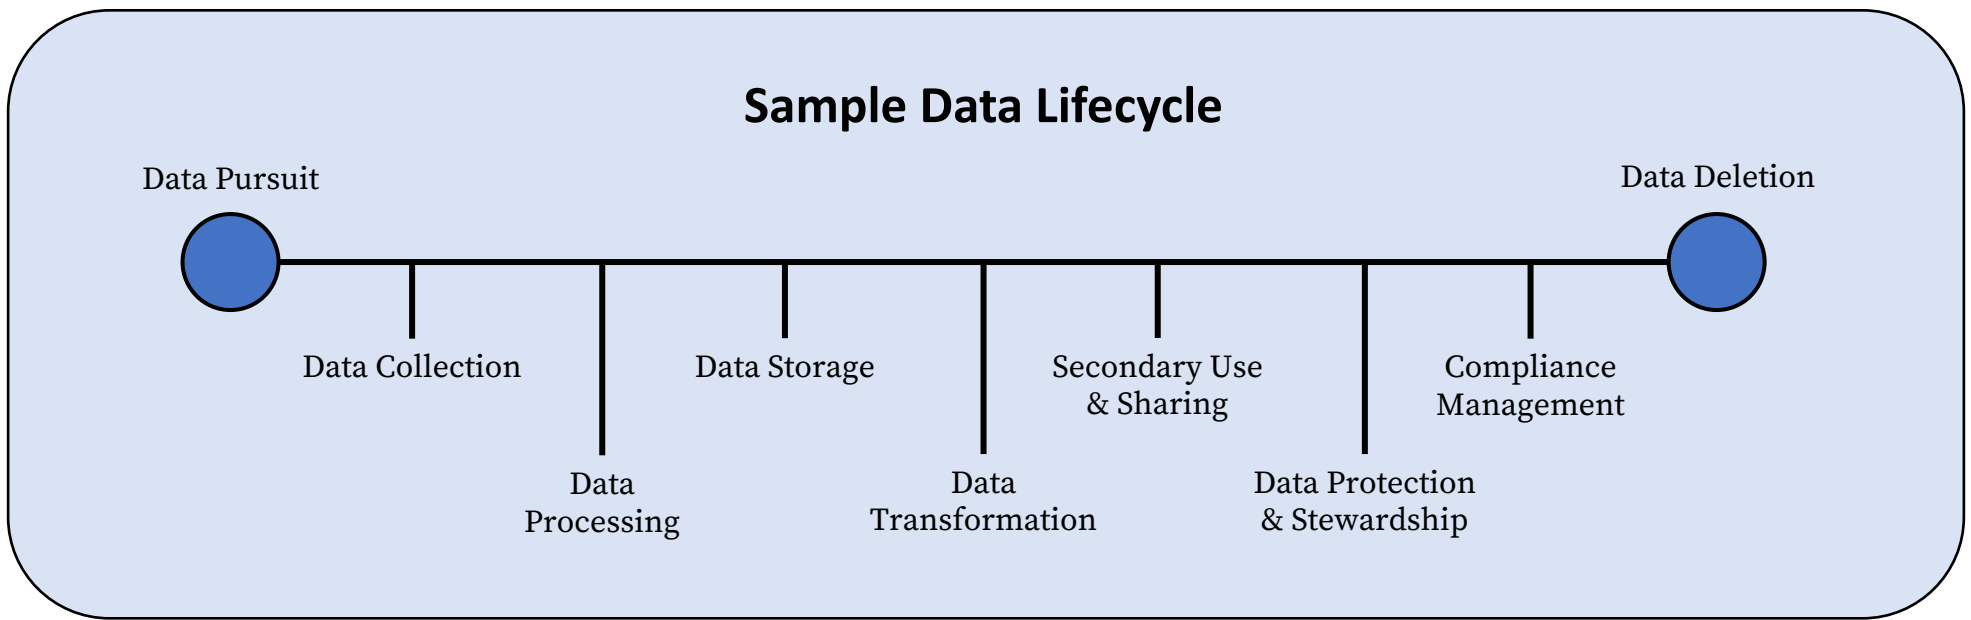 Sample Data Lifecycle
Data Pursuit
Data Deletion
Data Collection
Data Storage
Secondary Use
& Sharing
Compliance
Management
Data
Processing
Data
Transformation
Data Protection
& Stewardship